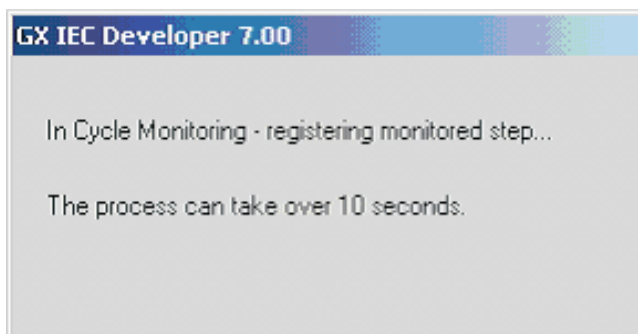 GX IEC Developer 7.00
In Cycle Monitoring - registering monitored step...
The process can take over 10 seconds.